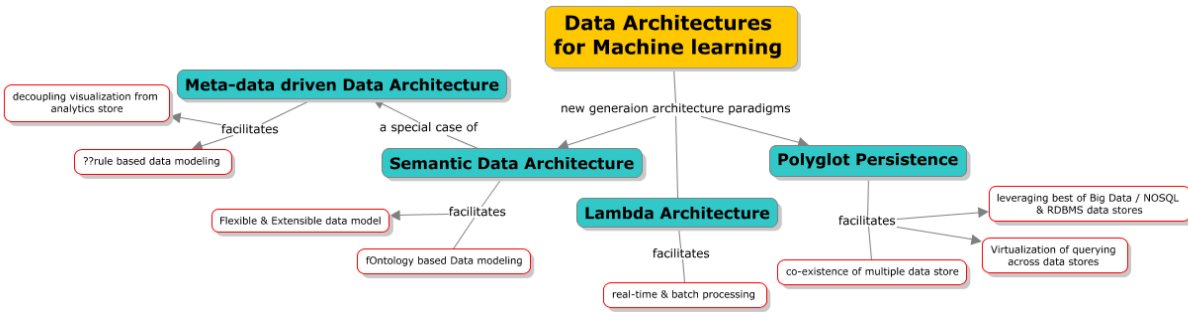 Data Architectures
for Machine learning
Meta-data driven Data Architecture
decoupling visualization from
analytics store
new generaion architecture paradigms
facilitates
a special case of
??rule based data modeling
Semantic Data Architecture
Polyglot Persistence
Flexible & Extensible data model
facilitates
Lambda Architecture
facilitates
leveraging best of Big Data / NOSQL
& RDBMS data stores
fOntology based Data modeling
facilitates
Virtualization of querying
across data stores
co-existence of multiple data store
real-time & batch processing